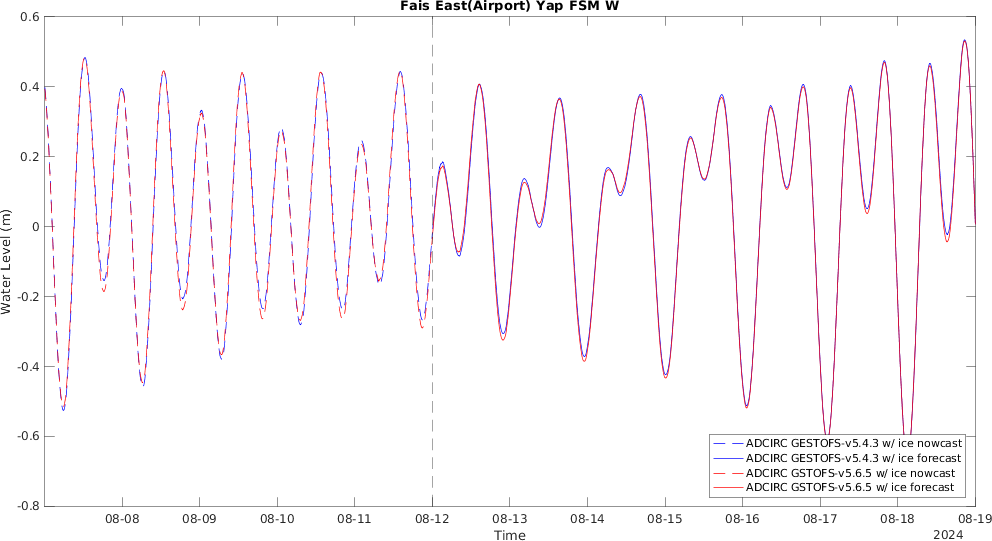 Fais East(Airport) Yap FSM W
0.6
0.4
0.2
0
-0.2
-0.4
-0.6
-0.8
Water Level (m)
ADCIRC GESTOFS-v5.4.3 w/ ice nowcast
ADCIRC GESTOFS-v5.4.3 w/ ice forecast
ADCIRC GSTOFS-v5.6.5 w/ ice nowcast
ADCIRC GSTOFS-v5.6.5 w/ ice forecast
08-08 08-09 08-10 08-11 08-12 08-13 08-14 08-15 08-16 08-17 08-18 08-19
Time
2024